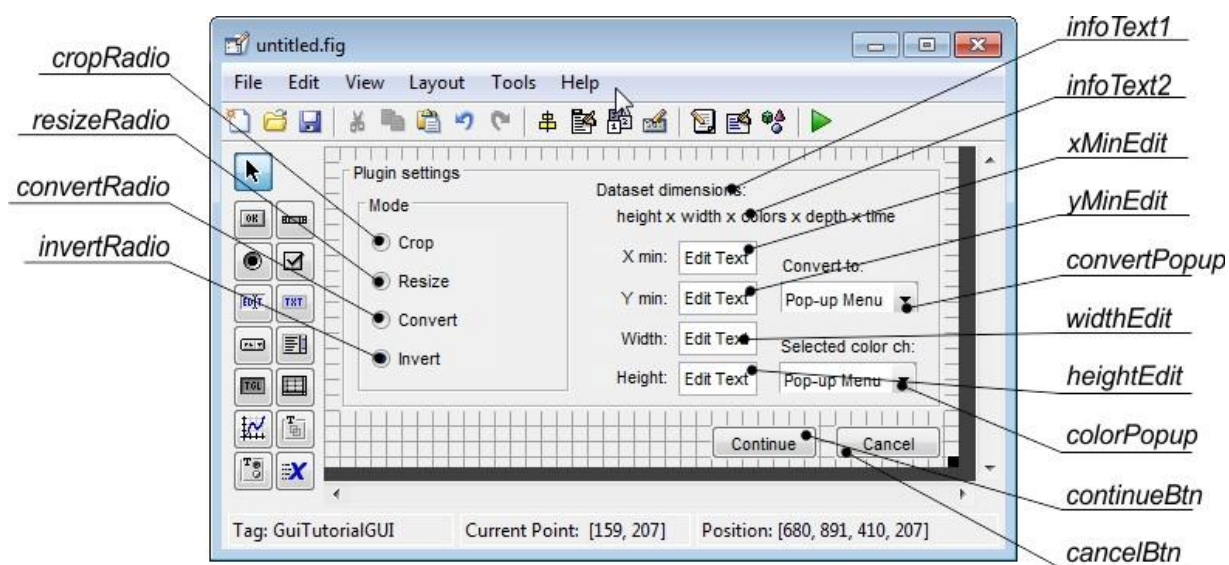 infoText1
untitled.fig
cropRadio
File Edit View Layout Tools Help
infoText2
resizeRadio
xMinEdit
Plugin settings
Dataset dimensions:
convertRadio
Mode
height x width x colors x depth x time
yMinEdit
Crop
X min: Edit Text
Convert to:
invertRadio
convertPopup
Resize
Y min: Edit Text
Pop-up Menu
Convert
widthEdit
Width: Edit Text
Selected color ch:
Invert
Height: Edit Text
Pop-up Menu
heightEdit
OK
EDIT TXT
TGL
colorPopup
Continue Cancel
continueBtn
Tag: GuiTutorialGUI Current Point: [159, 207] Position: [680, 891, 410, 207]
cancelBtn